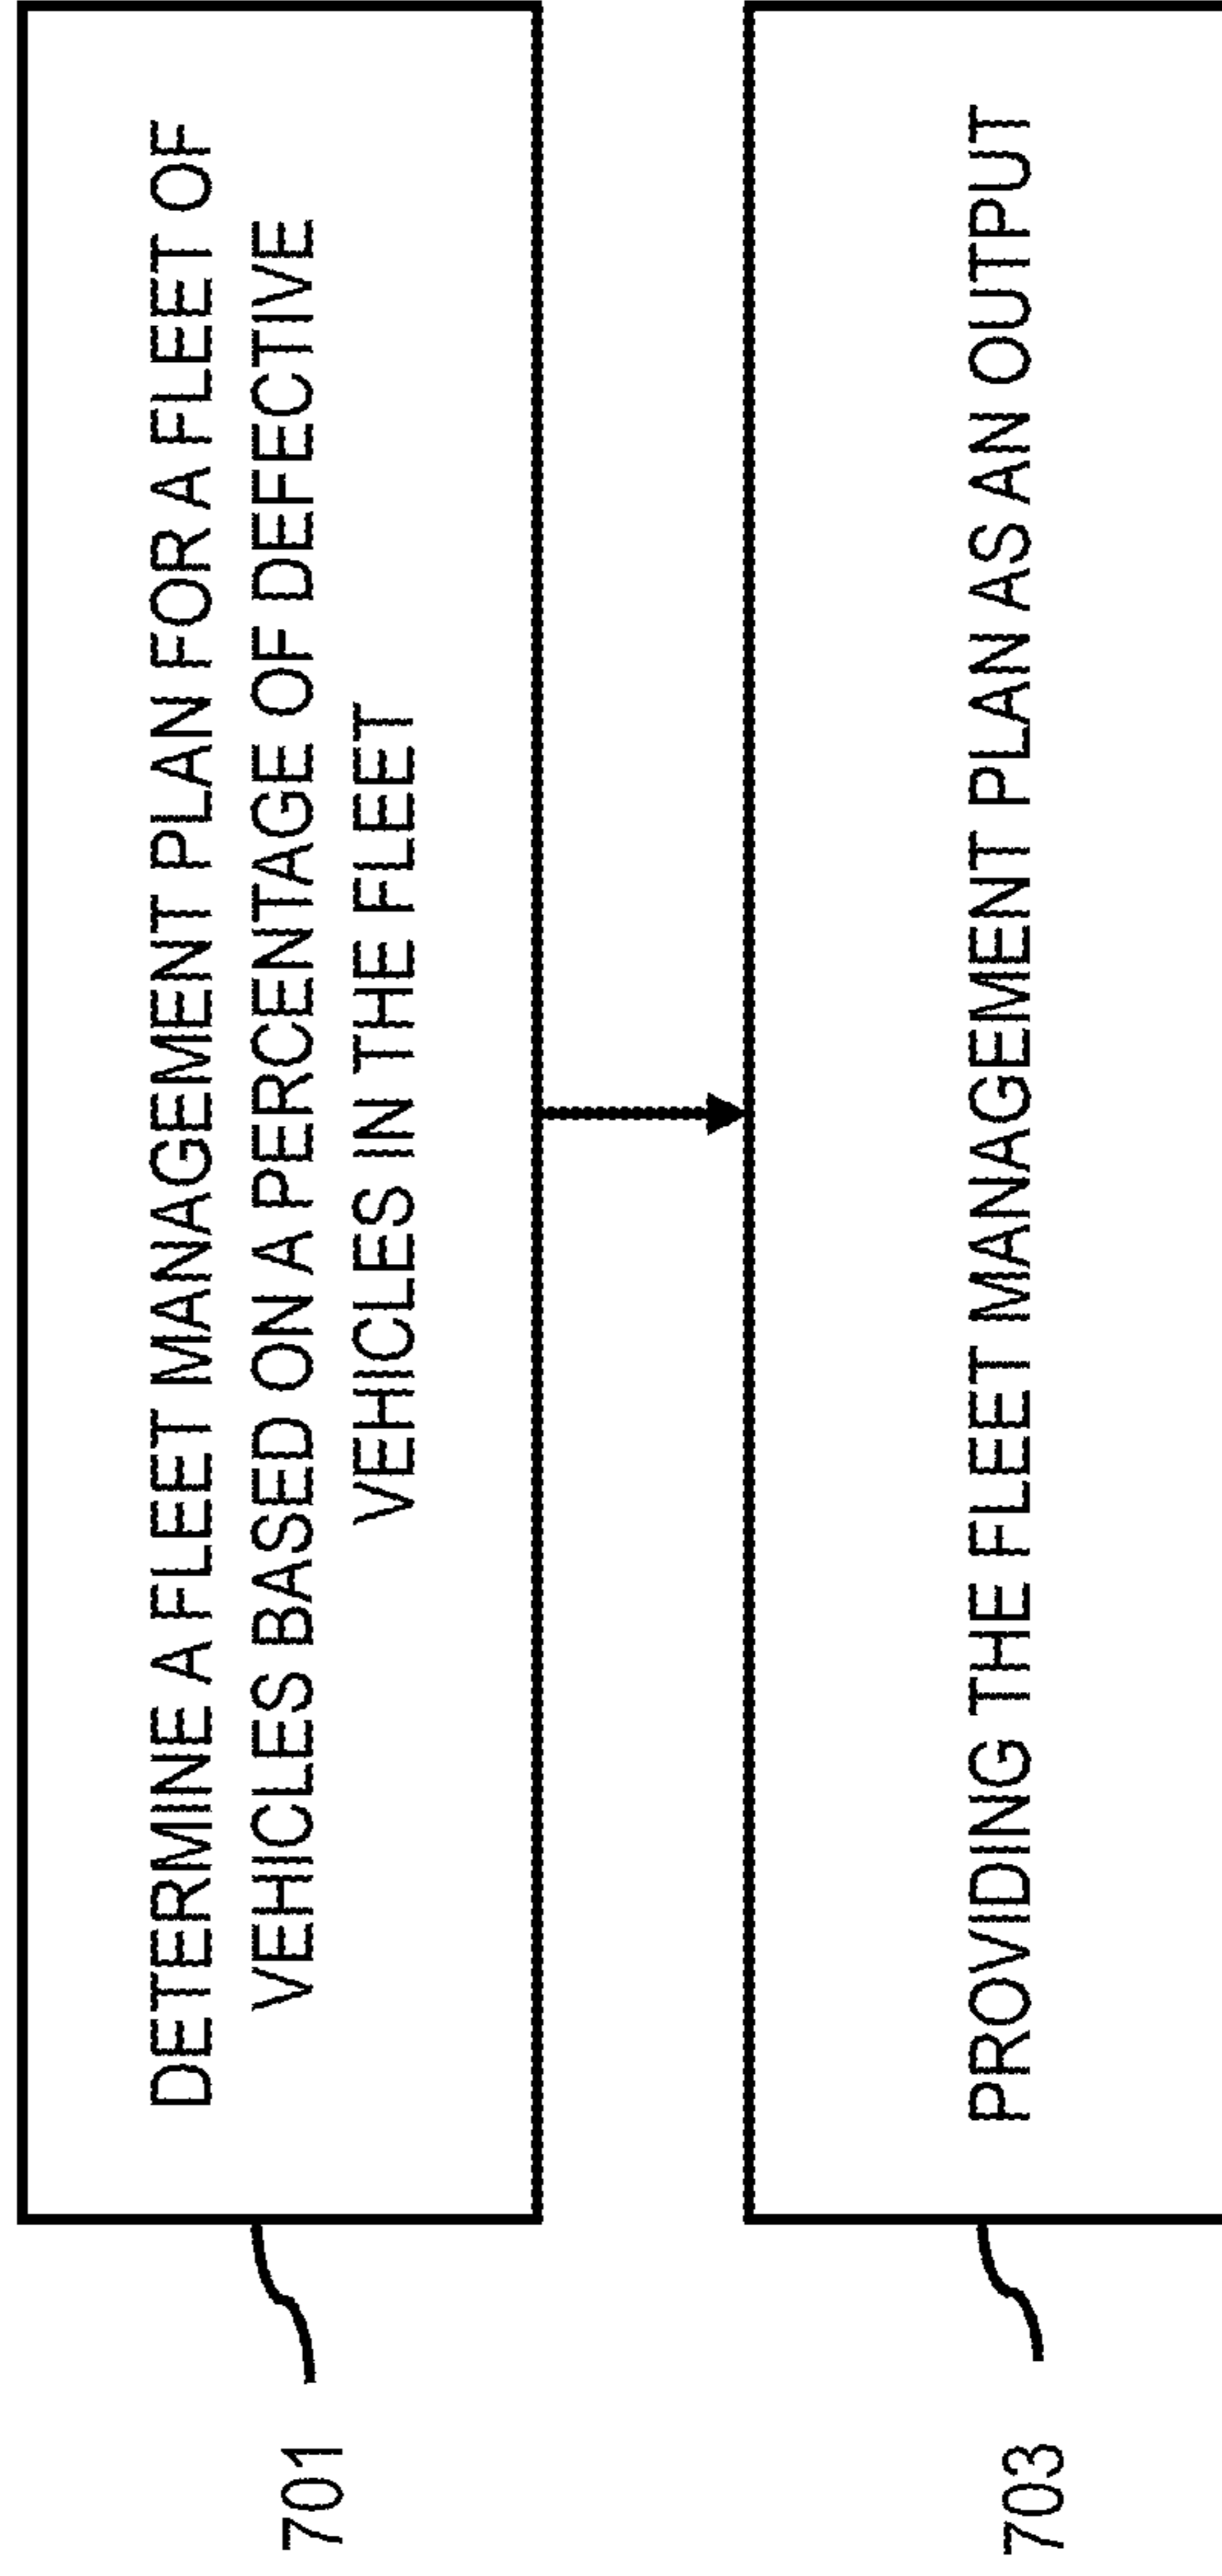 701
DETERMINE A FLEET MANAGEMENT PLAN FOR A FLEET OF
VEHICLES BASED ON A PERCENTAGE OF DEFECTIVE
VEHICLES IN THE FLEET
703
PROVIDING THE FLEET MANAGEMENT PLAN AS AN OUTPUT